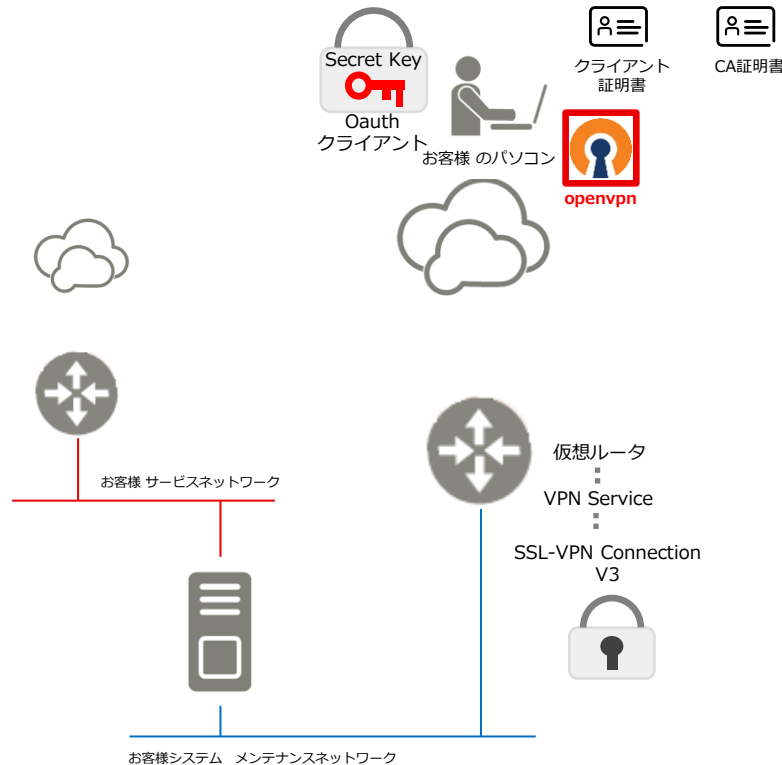 Secret Key
Oauth
クライアント
お客様 のパソコン
クライアント
証明書
CA証明書
openvpn
仮想ルータ
VPN Service
SSL-VPN Connection
V3
お客様 サービスネットワーク
お客様システム　メンテナンスネットワーク